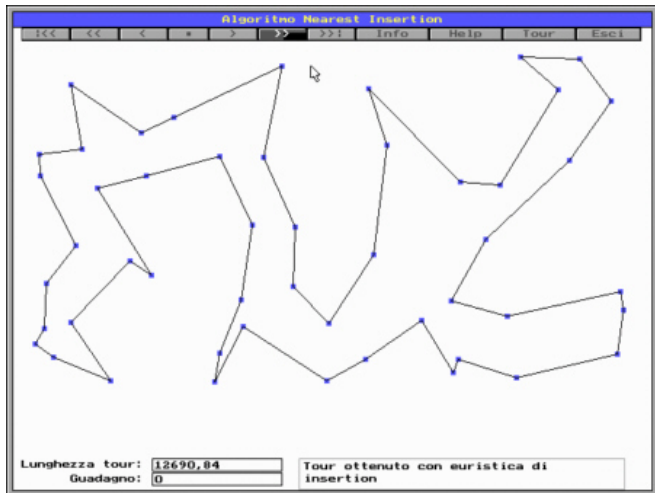 Algoritmo Nearest Insertion
|<< << < ▪ > >> >>| Info Help Tour Esci
Lunghezza tour: 12690,84
Guadagno: 0
Tour ottenuto con euristica di
insertion